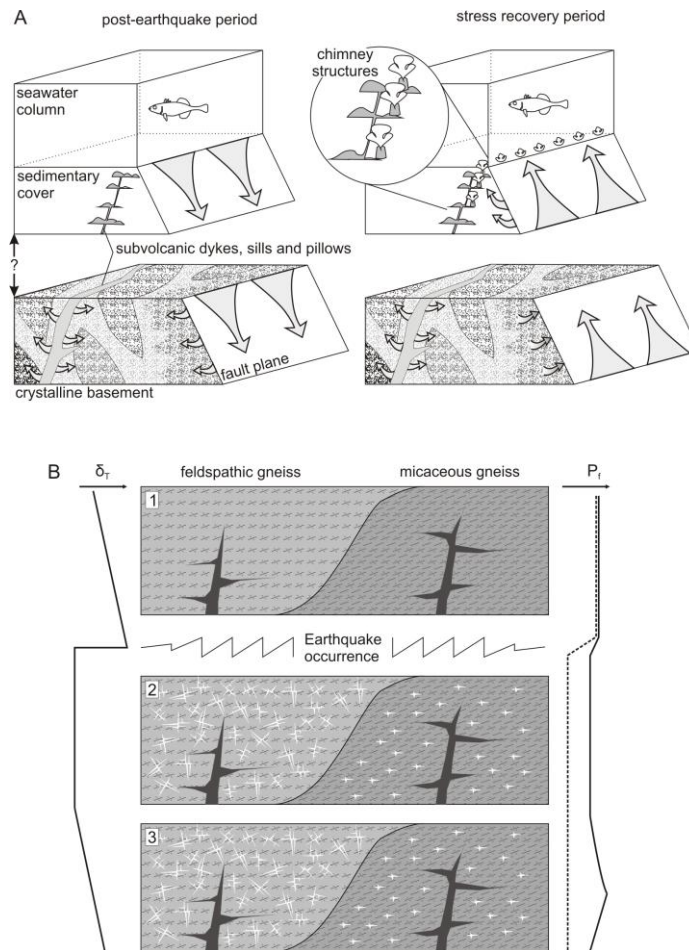 A
post-earthquake period
stress recovery period
chimney
structures
seawater
column
sedimentary
cover
?
subvolcanic dykes, sills and pillows
fault plane
crystalline basement
B
δT
feldspathic gneiss
micaceous gneiss
Pf
1
Earthquake
occurrence
2
3